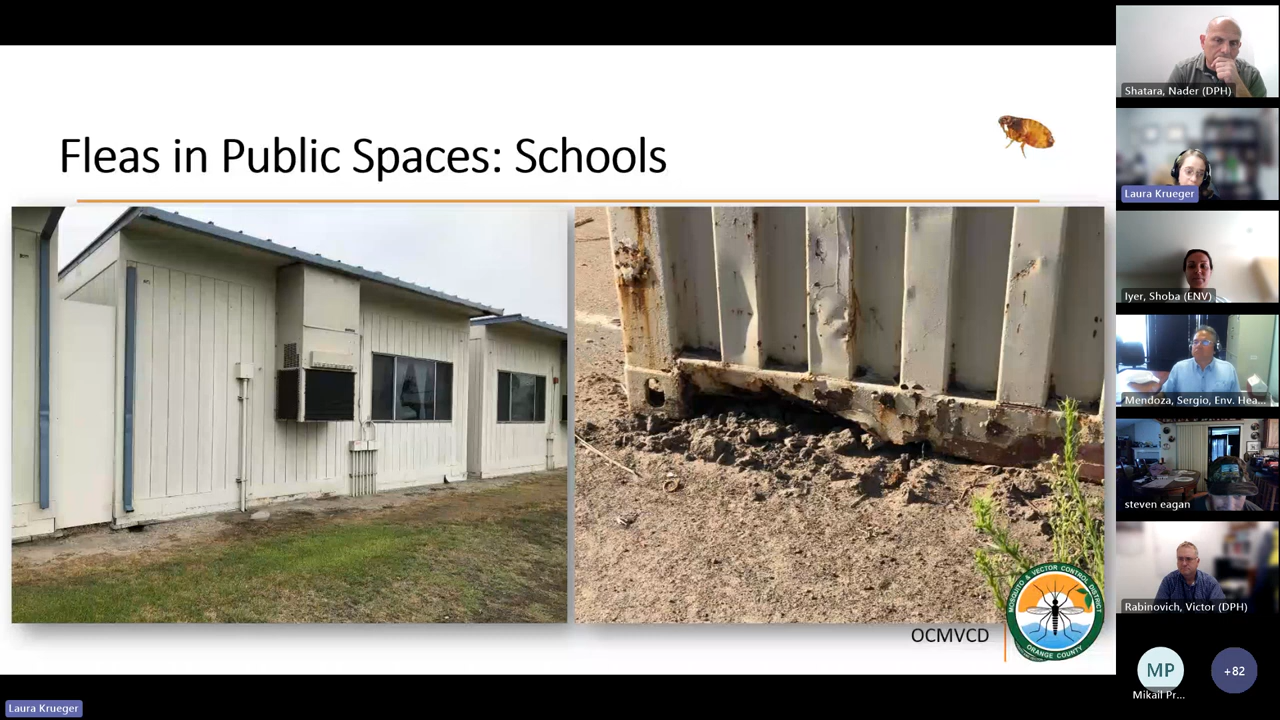 Fleas in Public Spaces: Schools
OCMVCD
MOSQUITO & VECTOR CONTROL DISTRICT
ORANGE COUNTY
Shatara, Nader (DPH)
Laura Krueger
Iyer, Shoba (ENV)
Mendoza, Sergio, Env. Hea...
steven eagan
Rabinovich, Victor (DPH)
MP
Mikail Pr...
+82
Laura Krueger